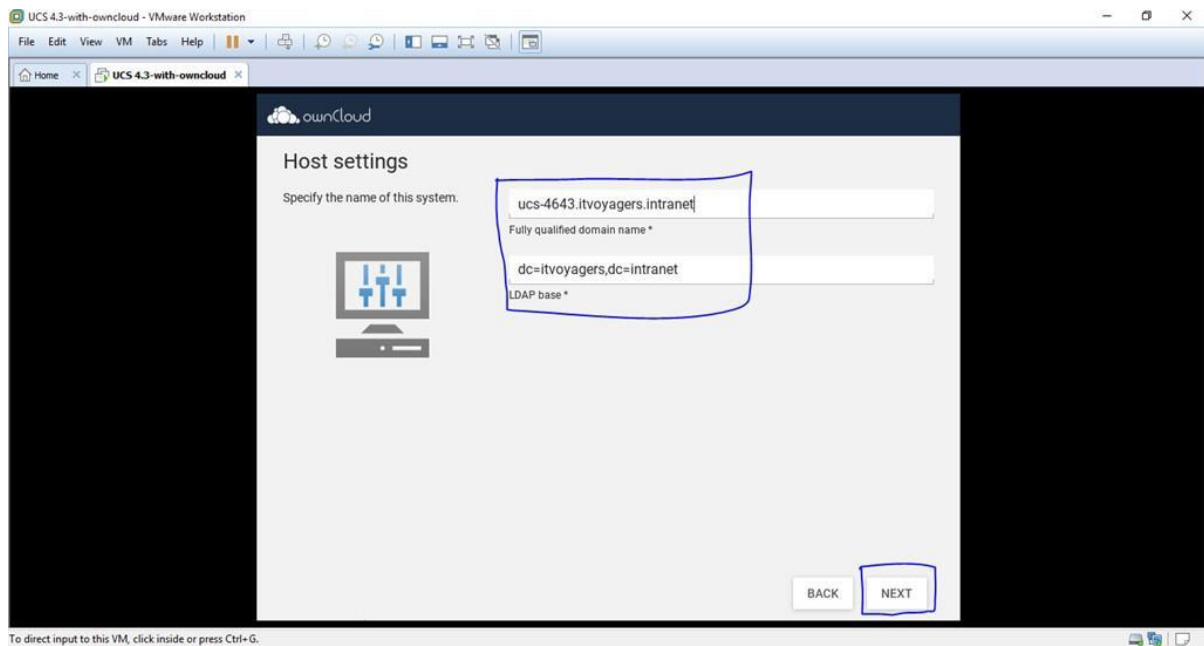 UCS 4.3-with-owncloud - VMware Workstation
File Edit View VM Tabs Help
Home UCS 4.3-with-owncloud
ownCloud
Host settings
Specify the name of this system.
ucs-4643.itvoyagers.intranet
Fully qualified domain name *
dc=itvoyagers,dc=intranet
LDAP base *
BACK NEXT
To direct input to this VM, click inside or press Ctrl+G.